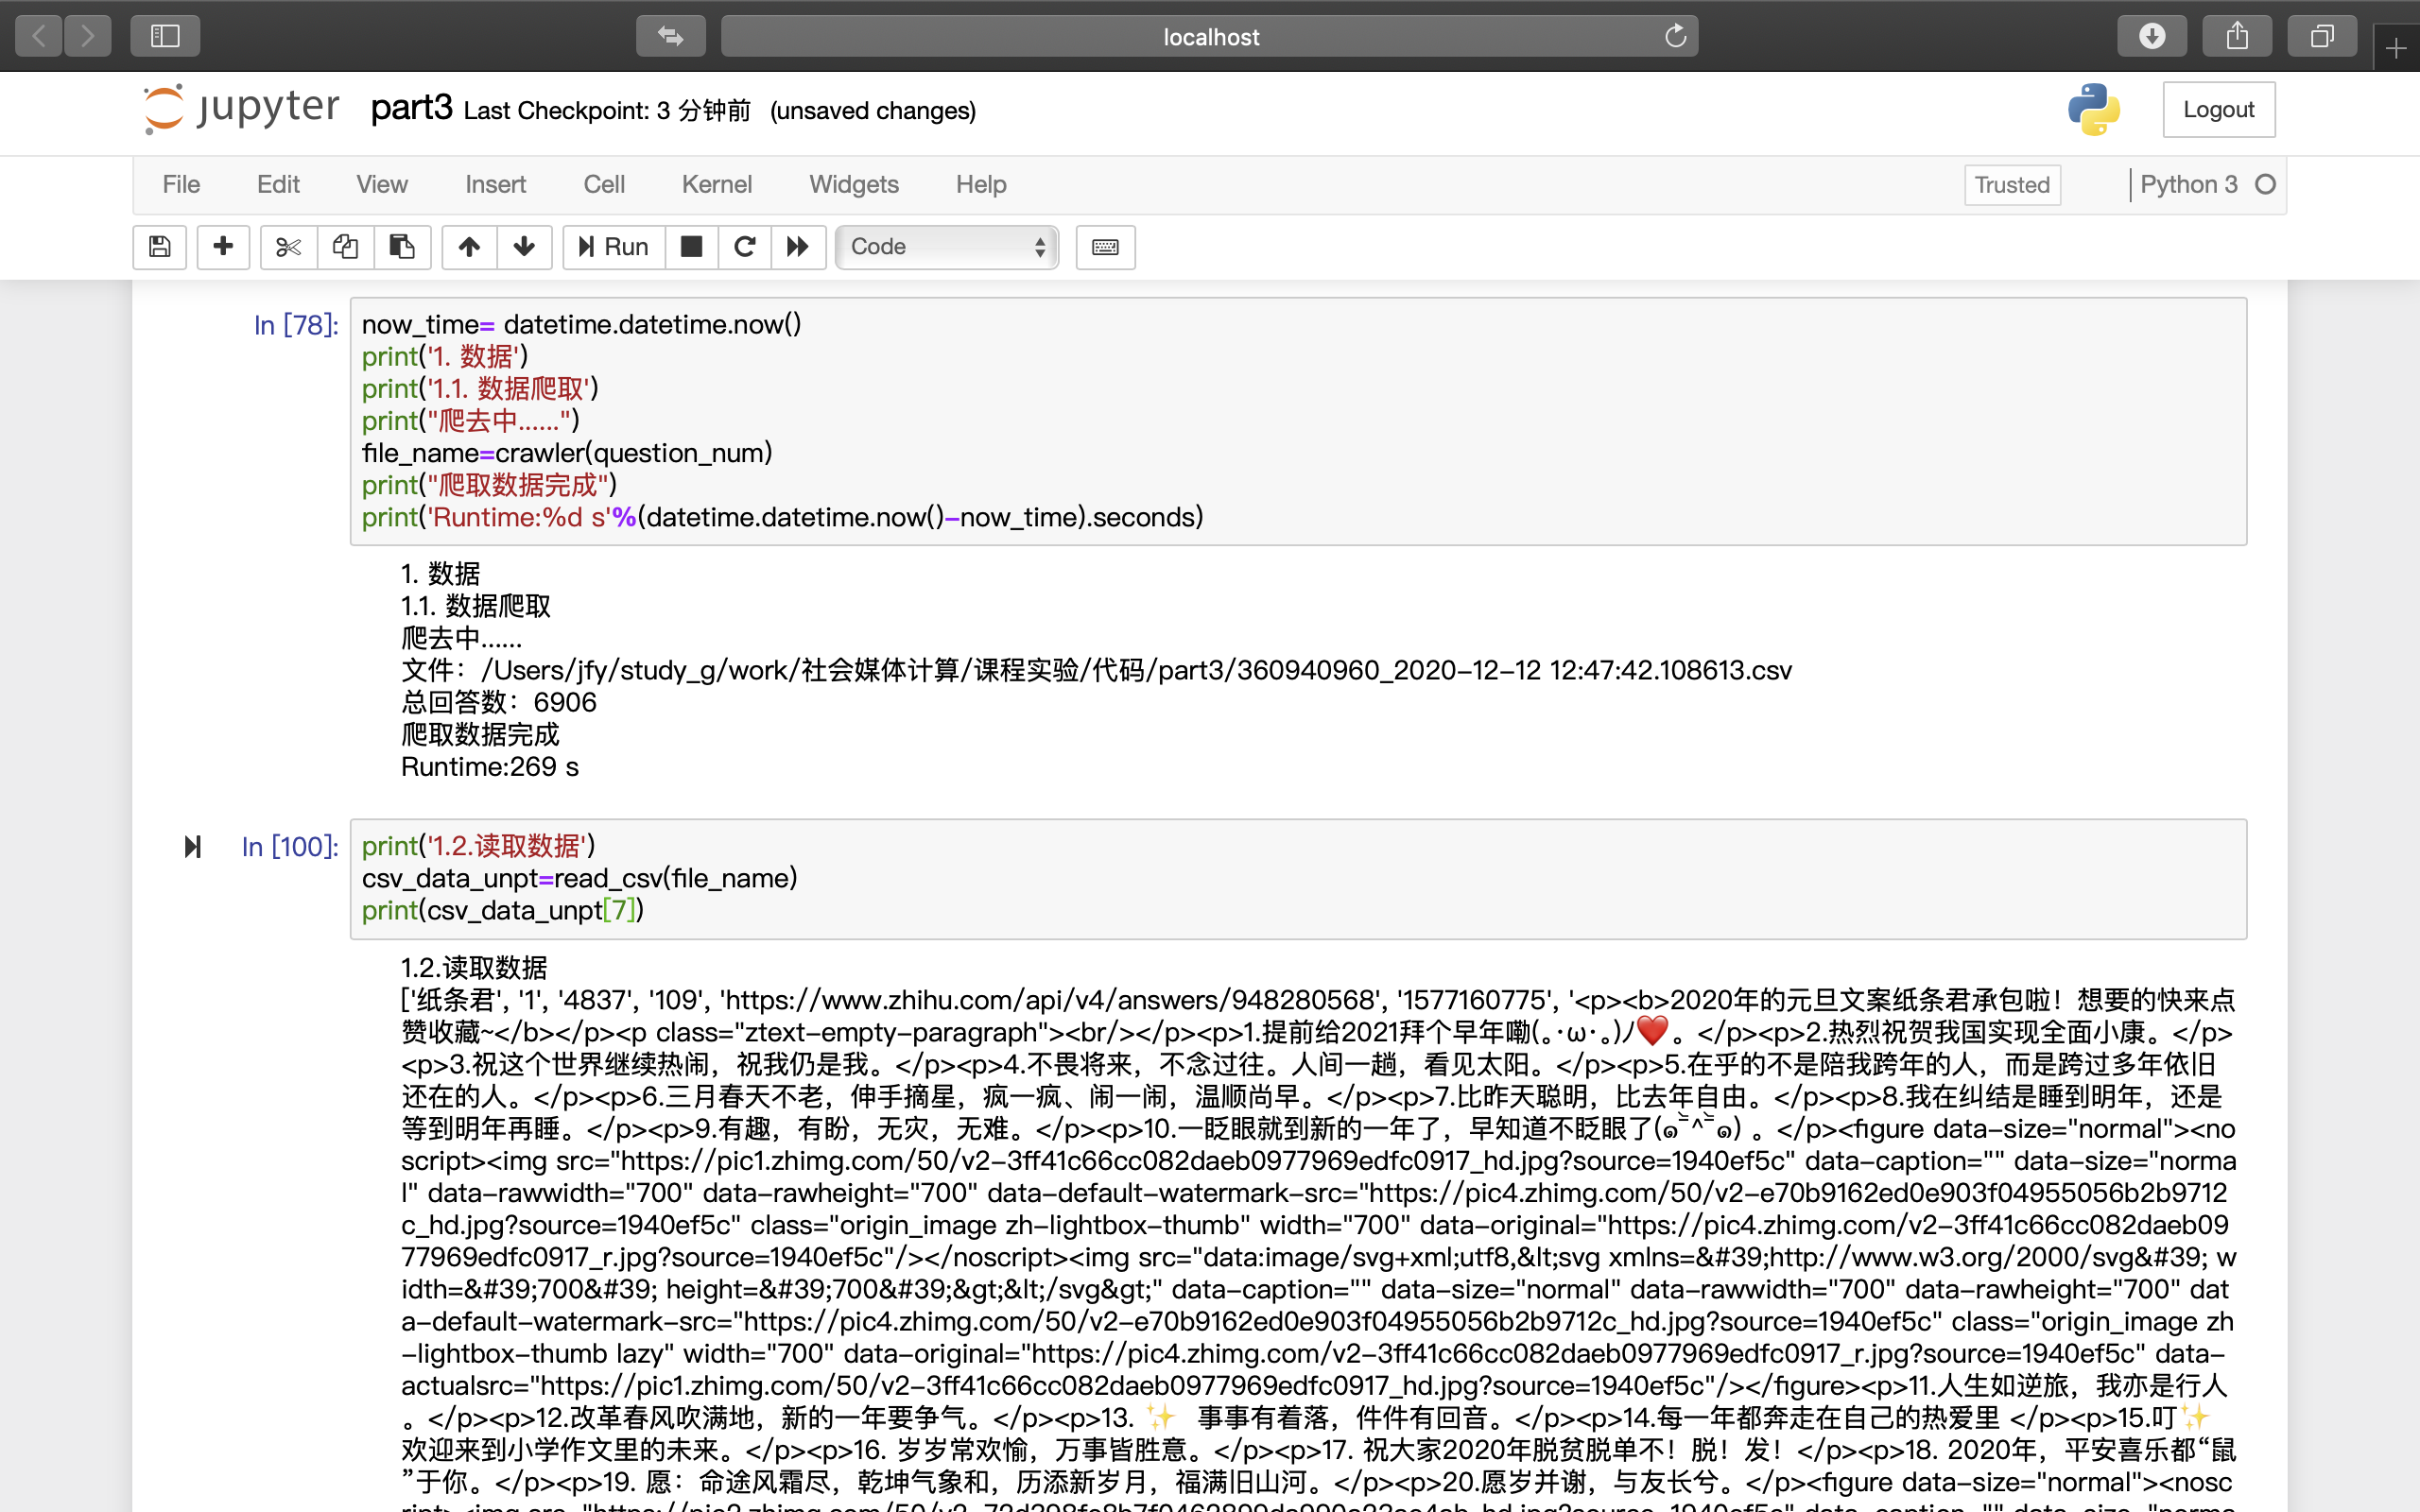 localhost
jupyter part3 Last Checkpoint: 3 分钟前 (unsaved changes)
Logout
File Edit View Insert Cell Kernel Widgets Help Trusted Python 3
Run Code
In [78]: now_time= datetime.datetime.now()
print('1. 数据')
print('1.1. 数据爬取')
print("爬去中......")
file_name=crawler(question_num)
print("爬取数据完成")
print('Runtime:%d s'%(datetime.datetime.now()-now_time).seconds)
1. 数据
1.1. 数据爬取
爬去中......
文件：/Users/jfy/study_g/work/社会媒体计算/课程实验/代码/part3/360940960_2020-12-12 12:47:42.108613.csv
总回答数：6906
爬取数据完成
Runtime:269 s
In [100]: print('1.2.读取数据')
csv_data_unpt=read_csv(file_name)
print(csv_data_unpt[7])
1.2.读取数据
['纸条君', '1', '4837', '109', 'https://www.zhihu.com/api/v4/answers/948280568', '1577160775', '<p><b>2020年的元旦文案纸条君承包啦！想要的快来点
赞收藏~</b></p><p class="ztext-empty-paragraph"><br/></p><p>1.提前给2021拜个早年嘞(｡･ω･｡)ﾉ❤️。</p><p>2.热烈祝贺我国实现全面小康。</p>
<p>3.祝这个世界继续热闹，祝我仍是我。</p><p>4.不畏将来，不念过往。人间一趟，看见太阳。</p><p>5.在乎的不是陪我跨年的人，而是跨过多年依旧
还在的人。</p><p>6.三月春天不老，伸手摘星，疯一疯、闹一闹，温顺尚早。</p><p>7.比昨天聪明，比去年自由。</p><p>8.我在纠结是睡到明年，还是
等到明年再睡。</p><p>9.有趣，有盼，无灾，无难。</p><p>10.一眨眼就到新的一年了，早知道不眨眼了(๑˭̴̵̶᷇^˭̴̵̶᷇๑) 。</p><figure data-size="normal"><no
script><img src="https://pic1.zhimg.com/50/v2-3ff41c66cc082daeb0977969edfc0917_hd.jpg?source=1940ef5c" data-caption="" data-size="norma
l" data-rawwidth="700" data-rawheight="700" data-default-watermark-src="https://pic4.zhimg.com/50/v2-e70b9162ed0e903f04955056b2b9712
c_hd.jpg?source=1940ef5c" class="origin_image zh-lightbox-thumb" width="700" data-original="https://pic4.zhimg.com/v2-3ff41c66cc082daeb09
77969edfc0917_r.jpg?source=1940ef5c"/></noscript><img src="data:image/svg+xml;utf8,&lt;svg xmlns=&#39;http://www.w3.org/2000/svg&#39; w
idth=&#39;700&#39; height=&#39;700&#39;&gt;&lt;/svg&gt;" data-caption="" data-size="normal" data-rawwidth="700" data-rawheight="700" dat
a-default-watermark-src="https://pic4.zhimg.com/50/v2-e70b9162ed0e903f04955056b2b9712c_hd.jpg?source=1940ef5c" class="origin_image zh
-lightbox-thumb lazy" width="700" data-original="https://pic4.zhimg.com/v2-3ff41c66cc082daeb0977969edfc0917_r.jpg?source=1940ef5c" data-
actualsrc="https://pic1.zhimg.com/50/v2-3ff41c66cc082daeb0977969edfc0917_hd.jpg?source=1940ef5c"/></figure><p>11.人生如逆旅，我亦是行人
。</p><p>12.改革春风吹满地，新的一年要争气。</p><p>13. ✨ 事事有着落，件件有回音。</p><p>14.每一年都奔走在自己的热爱里 </p><p>15.叮✨
欢迎来到小学作文里的未来。</p><p>16. 岁岁常欢愉，万事皆胜意。</p><p>17. 祝大家2020年脱贫脱单不！脱！发！</p><p>18. 2020年，平安喜乐都“鼠
”于你。</p><p>19. 愿：命途风霜尽，乾坤气象和，历添新岁月，福满旧山河。</p><p>20.愿岁并谢，与友长兮。</p><figure data-size="normal"><nosc